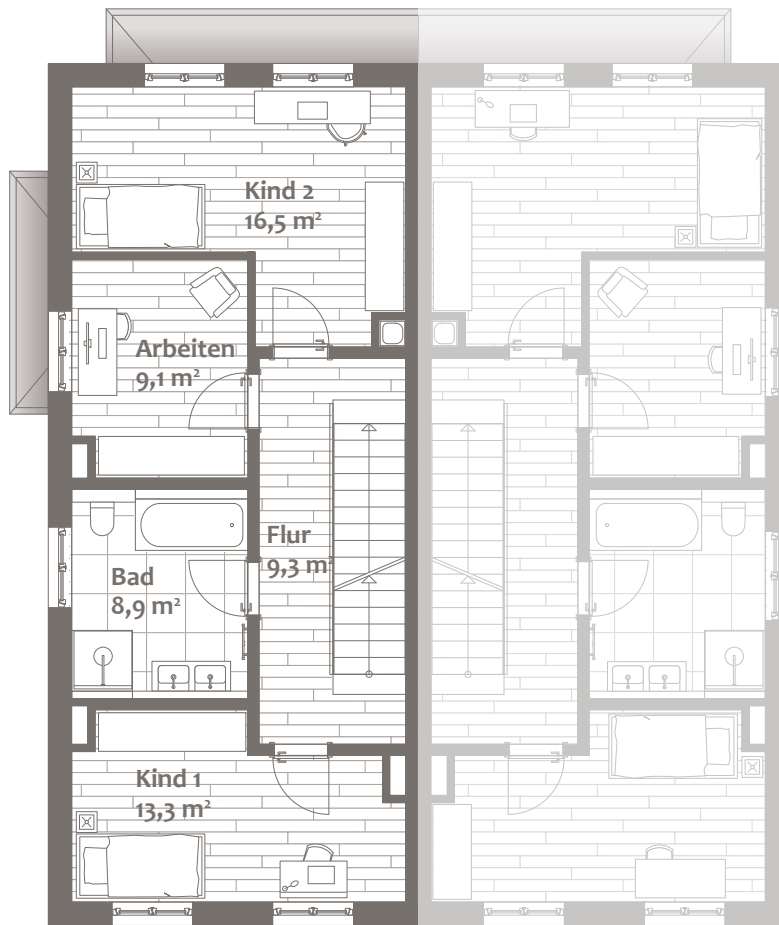 Kind 2
16,5 m²
Arbeiten
9,1 m²
Flur
9,3 m²
Bad
8,9 m²
Kind 1
13,3 m²